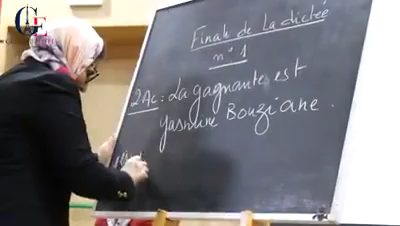 Finale de la dictée
n° 1
2Ac : La gagnante est
Yasmine Bouziane.